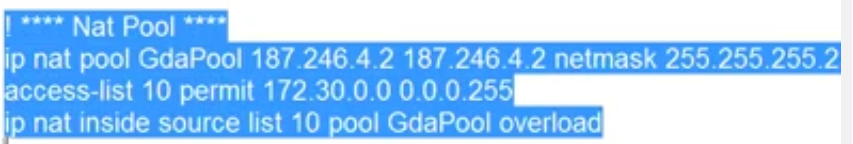 ! **** Nat Pool ****
ip nat pool GdaPool 187.246.4.2 187.246.4.2 netmask 255.255.255.2
access-list 10 permit 172.30.0.0 0.0.0.255
ip nat inside source list 10 pool GdaPool overload